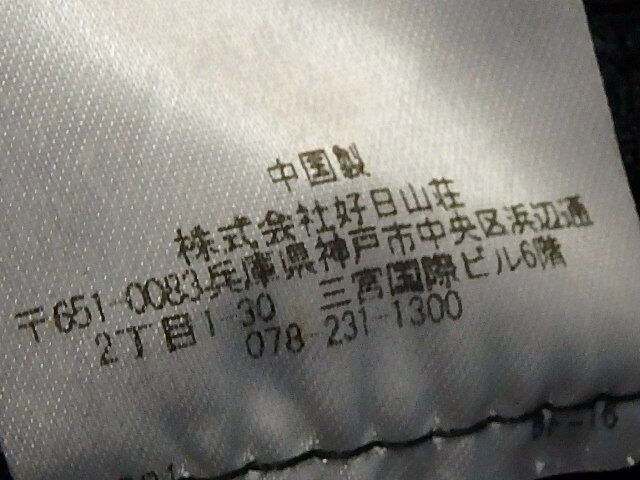 中国製
株式会社好日山荘
〒651-0083兵庫県神戸市中央区浜辺通
2丁目1-30 三宮国際ビル6階
078-231-1300